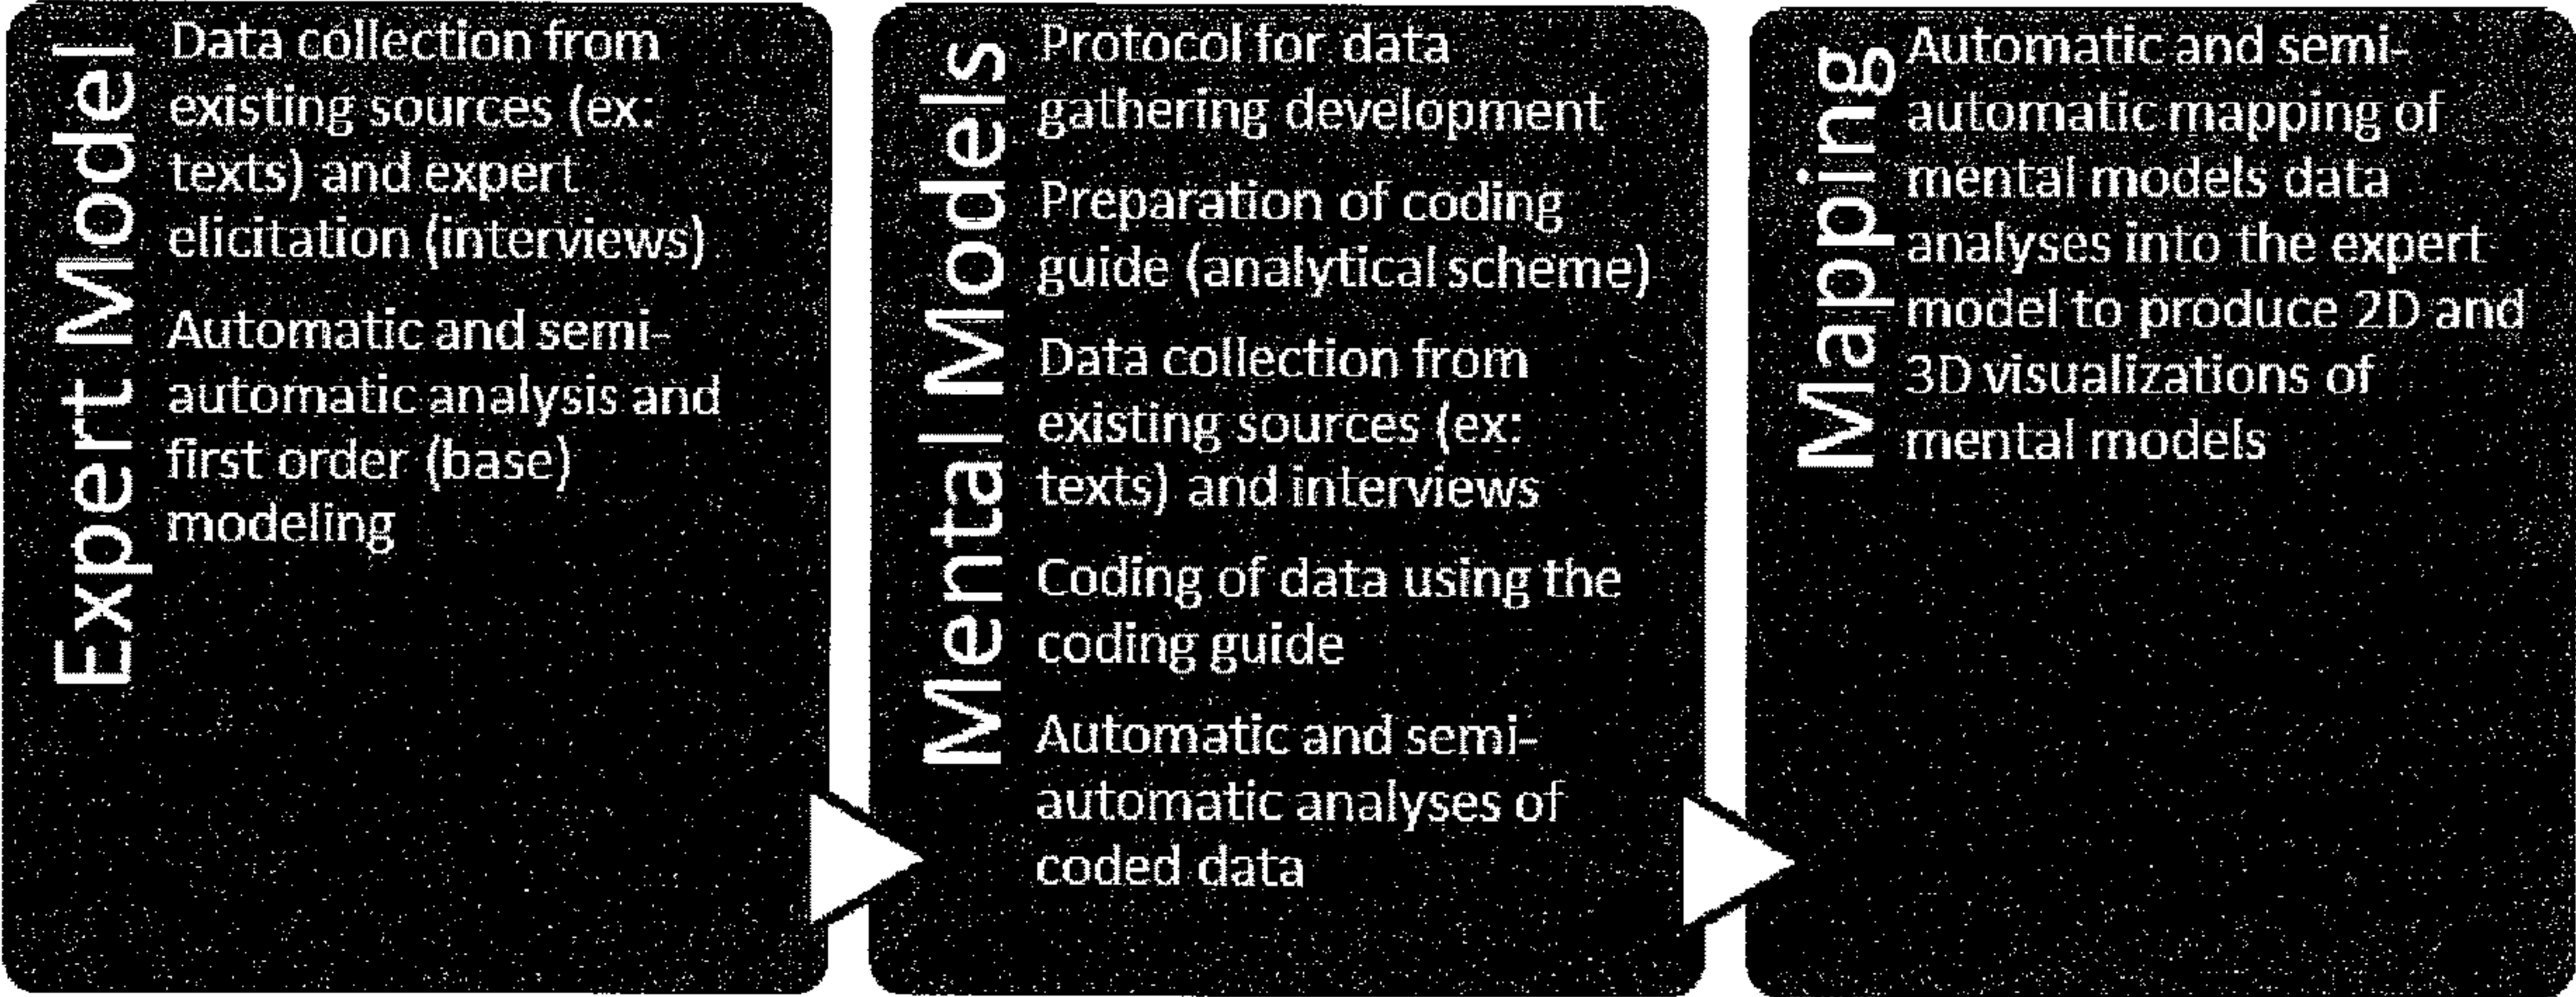 Expert Model
Data collection from
existing sources (ex:
texts) and expert
elicitation (interviews)
Automatic and semi-
automatic analysis and
first order (base)
modeling
Mental Models
Protocol for data
gathering development
Preparation of coding
guide (analytical scheme)
Data collection from
existing sources (ex:
texts) and interviews
Coding of data using the
coding guide
Automatic and semi-
automatic analyses of
coded data
Mapping
Automatic and semi-
automatic mapping of
mental models data
analyses into the expert
model to produce 2D and
3D visualizations of
mental models